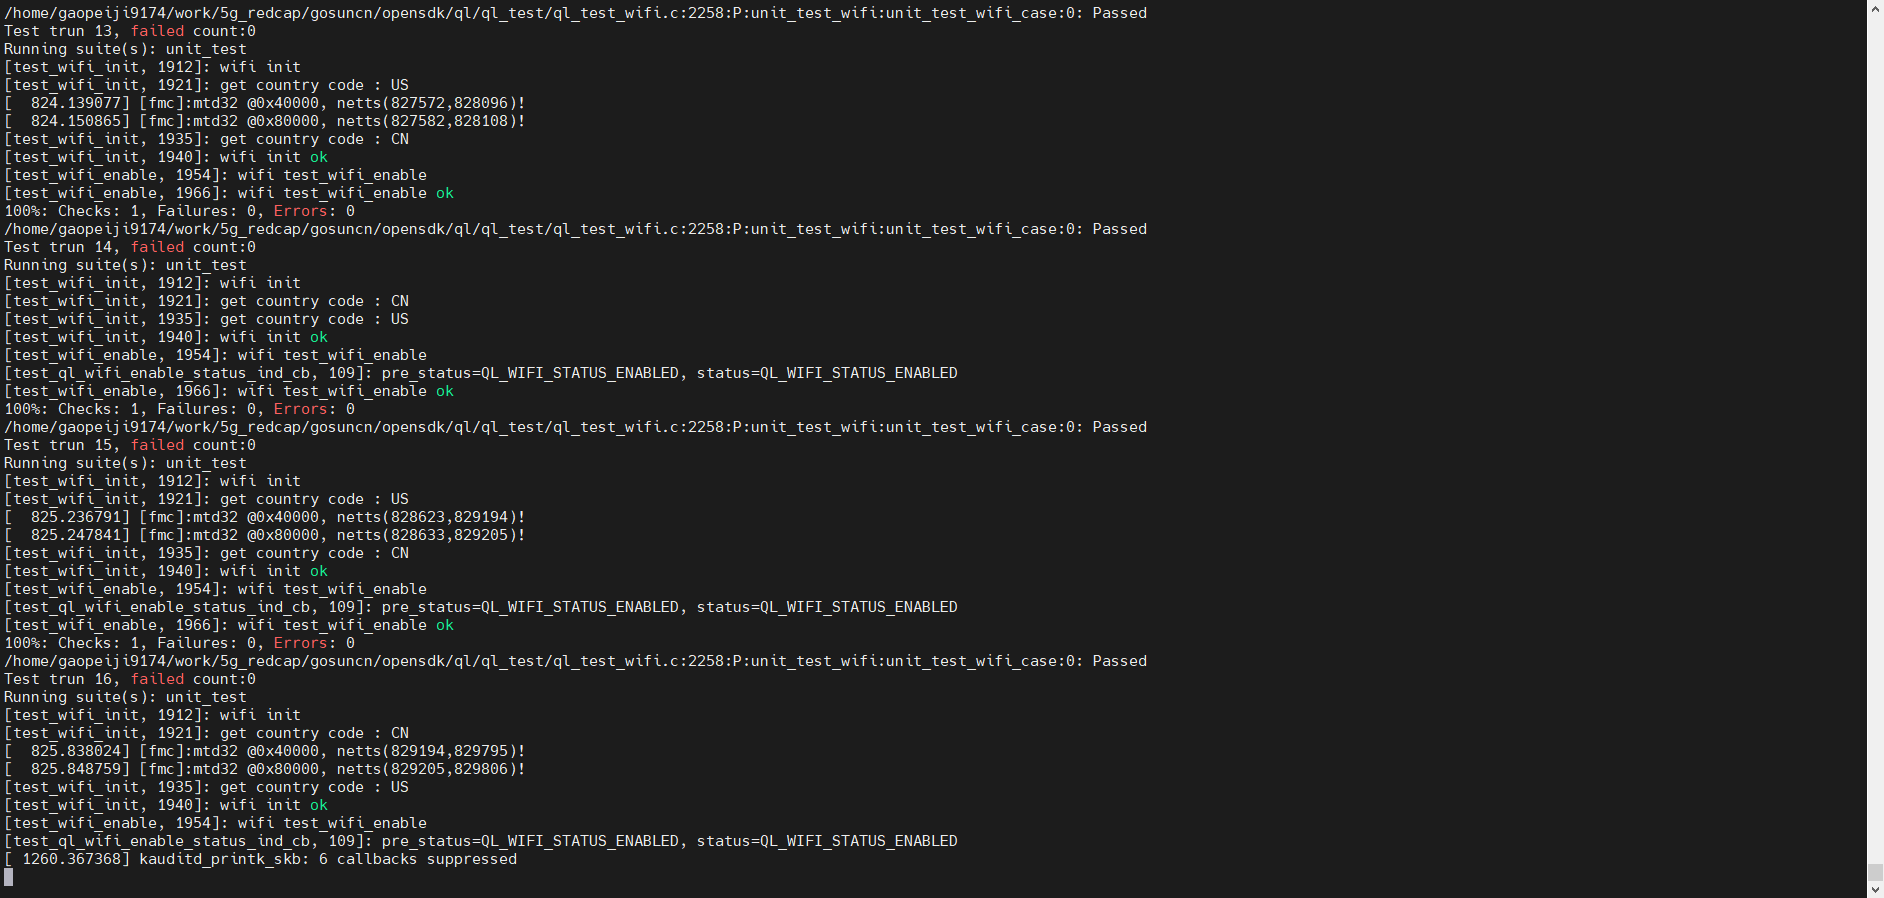 /home/gaopeiji9174/work/5g_redcap/gosuncn/opensdk/ql/ql_test/ql_test_wifi.c:2258:P:unit_test_wifi:unit_test_wifi_case:0: Passed
Test trun 13, failed count:0
Running suite(s): unit_test
[test_wifi_init, 1912]: wifi init
[test_wifi_init, 1921]: get country code : US
[  824.139077] [fmc]:mtd32 @0x40000, netts(827572,828096)!
[  824.150865] [fmc]:mtd32 @0x80000, netts(827582,828108)!
[test_wifi_init, 1935]: get country code : CN
[test_wifi_init, 1940]: wifi init ok
[test_wifi_enable, 1954]: wifi test_wifi_enable
[test_wifi_enable, 1966]: wifi test_wifi_enable ok
100%: Checks: 1, Failures: 0, Errors: 0
/home/gaopeiji9174/work/5g_redcap/gosuncn/opensdk/ql/ql_test/ql_test_wifi.c:2258:P:unit_test_wifi:unit_test_wifi_case:0: Passed
Test trun 14, failed count:0
Running suite(s): unit_test
[test_wifi_init, 1912]: wifi init
[test_wifi_init, 1921]: get country code : CN
[test_wifi_init, 1935]: get country code : US
[test_wifi_init, 1940]: wifi init ok
[test_wifi_enable, 1954]: wifi test_wifi_enable
[test_ql_wifi_enable_status_ind_cb, 109]: pre_status=QL_WIFI_STATUS_ENABLED, status=QL_WIFI_STATUS_ENABLED
[test_wifi_enable, 1966]: wifi test_wifi_enable ok
100%: Checks: 1, Failures: 0, Errors: 0
/home/gaopeiji9174/work/5g_redcap/gosuncn/opensdk/ql/ql_test/ql_test_wifi.c:2258:P:unit_test_wifi:unit_test_wifi_case:0: Passed
Test trun 15, failed count:0
Running suite(s): unit_test
[test_wifi_init, 1912]: wifi init
[test_wifi_init, 1921]: get country code : US
[  825.236791] [fmc]:mtd32 @0x40000, netts(828623,829194)!
[  825.247841] [fmc]:mtd32 @0x80000, netts(828633,829205)!
[test_wifi_init, 1935]: get country code : CN
[test_wifi_init, 1940]: wifi init ok
[test_wifi_enable, 1954]: wifi test_wifi_enable
[test_ql_wifi_enable_status_ind_cb, 109]: pre_status=QL_WIFI_STATUS_ENABLED, status=QL_WIFI_STATUS_ENABLED
[test_wifi_enable, 1966]: wifi test_wifi_enable ok
100%: Checks: 1, Failures: 0, Errors: 0
/home/gaopeiji9174/work/5g_redcap/gosuncn/opensdk/ql/ql_test/ql_test_wifi.c:2258:P:unit_test_wifi:unit_test_wifi_case:0: Passed
Test trun 16, failed count:0
Running suite(s): unit_test
[test_wifi_init, 1912]: wifi init
[test_wifi_init, 1921]: get country code : CN
[  825.838024] [fmc]:mtd32 @0x40000, netts(829194,829795)!
[  825.848759] [fmc]:mtd32 @0x80000, netts(829205,829806)!
[test_wifi_init, 1935]: get country code : US
[test_wifi_init, 1940]: wifi init ok
[test_wifi_enable, 1954]: wifi test_wifi_enable
[test_ql_wifi_enable_status_ind_cb, 109]: pre_status=QL_WIFI_STATUS_ENABLED, status=QL_WIFI_STATUS_ENABLED
[ 1260.367368] kauditd_printk_skb: 6 callbacks suppressed